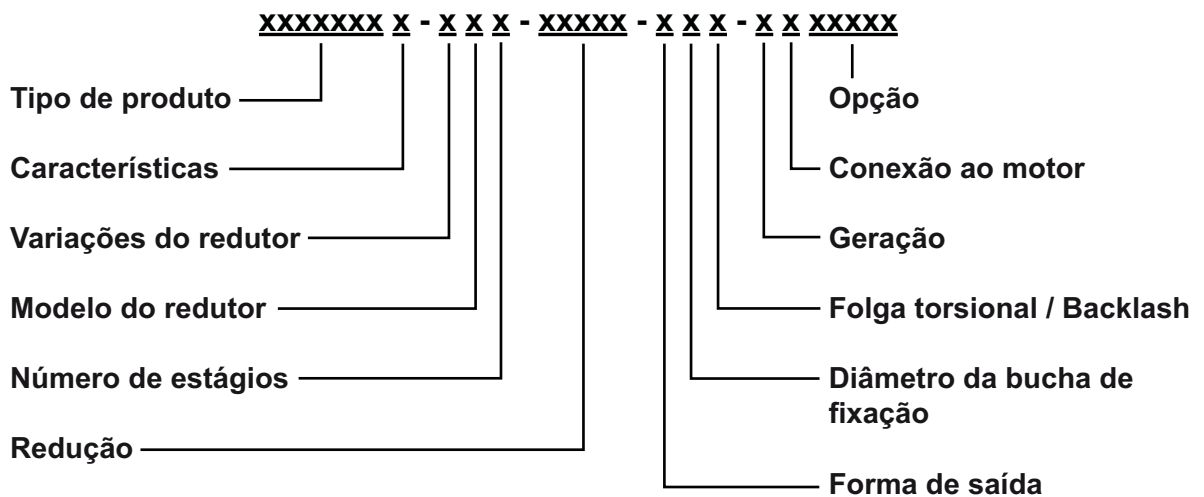 xxxxxxx x - x x x - xxxxx - x x x - x x xxxxx
Tipo de produto
Características
Variações do redutor
Modelo do redutor
Número de estágios
Redução
Opção
Conexão ao motor
Geração
Folga torsional / Backlash
Diâmetro da bucha de
fixação
Forma de saída